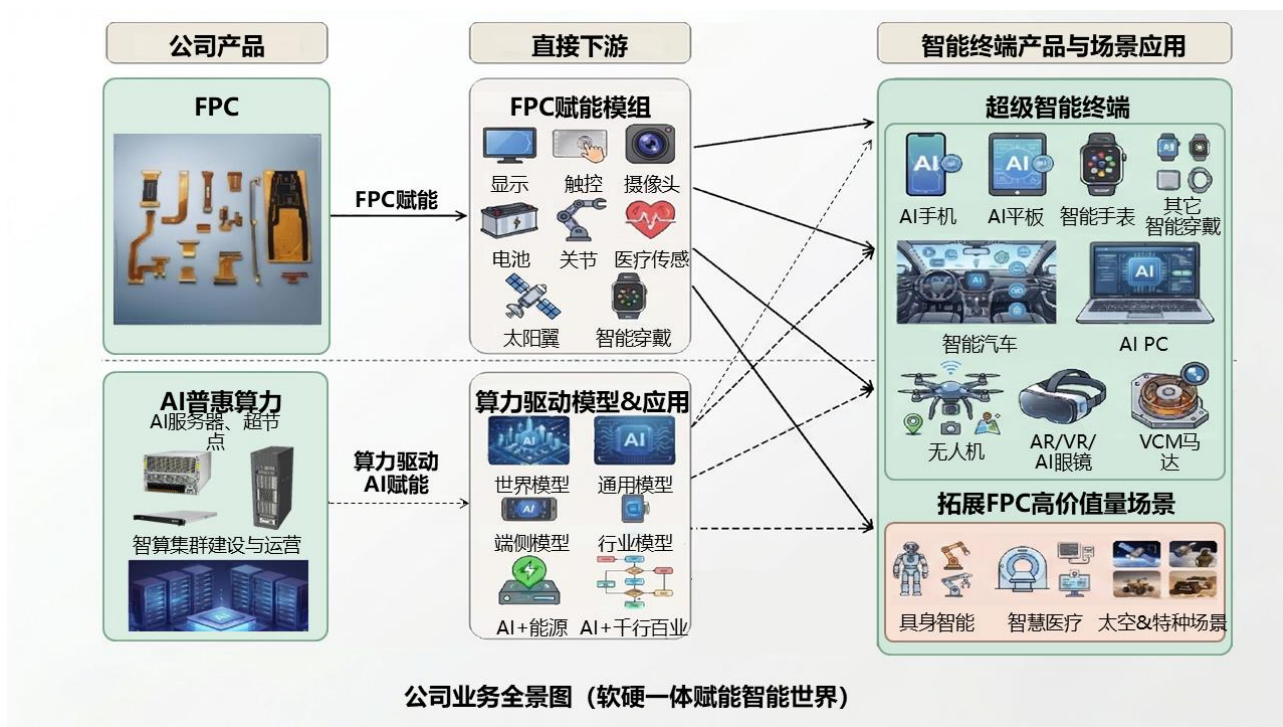 公司产品
直接下游
智能终端产品与场景应用
FPC
FPC赋能
FPC赋能模组
显示
触控
摄像头
电池
关节
医疗传感
太阳翼
智能穿戴
超级智能终端
AI
AI
AI手机
AI平板
智能手表
其它
智能穿戴
AI
AI
智能汽车
AI PC
无人机
AR/VR/
AI眼镜
VCM马
达
AI普惠算力
AI服务器、超节
点
智算集群建设与运营
算力驱动
AI赋能
算力驱动模型&应用
AI
世界模型
通用模型
AI
端侧模型
行业模型
AI+能源
AI+千行百业
拓展FPC高价值量场景
具身智能
智慧医疗
太空&特种场景
公司业务全景图（软硬一体赋能智能世界）